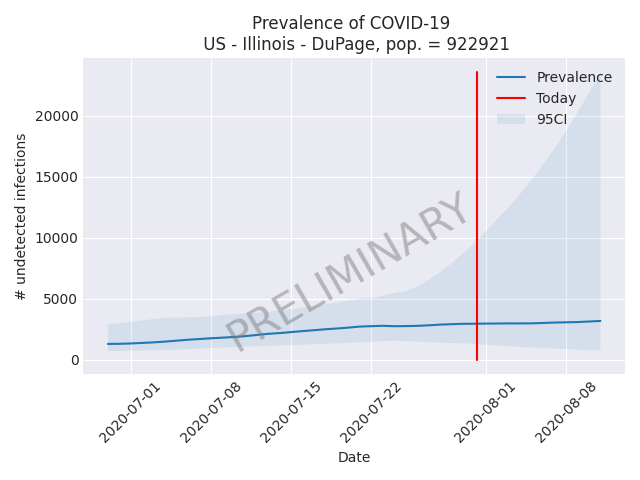 Prevalence of COVID-19
US - Illinois - DuPage, pop. = 922921
Prevalence
Today
95CI
# undetected infections
20000
15000
10000
5000
0
PRELIMINARY
2020-07-01
2020-07-08
2020-07-15
2020-07-22
2020-08-01
2020-08-08
Date